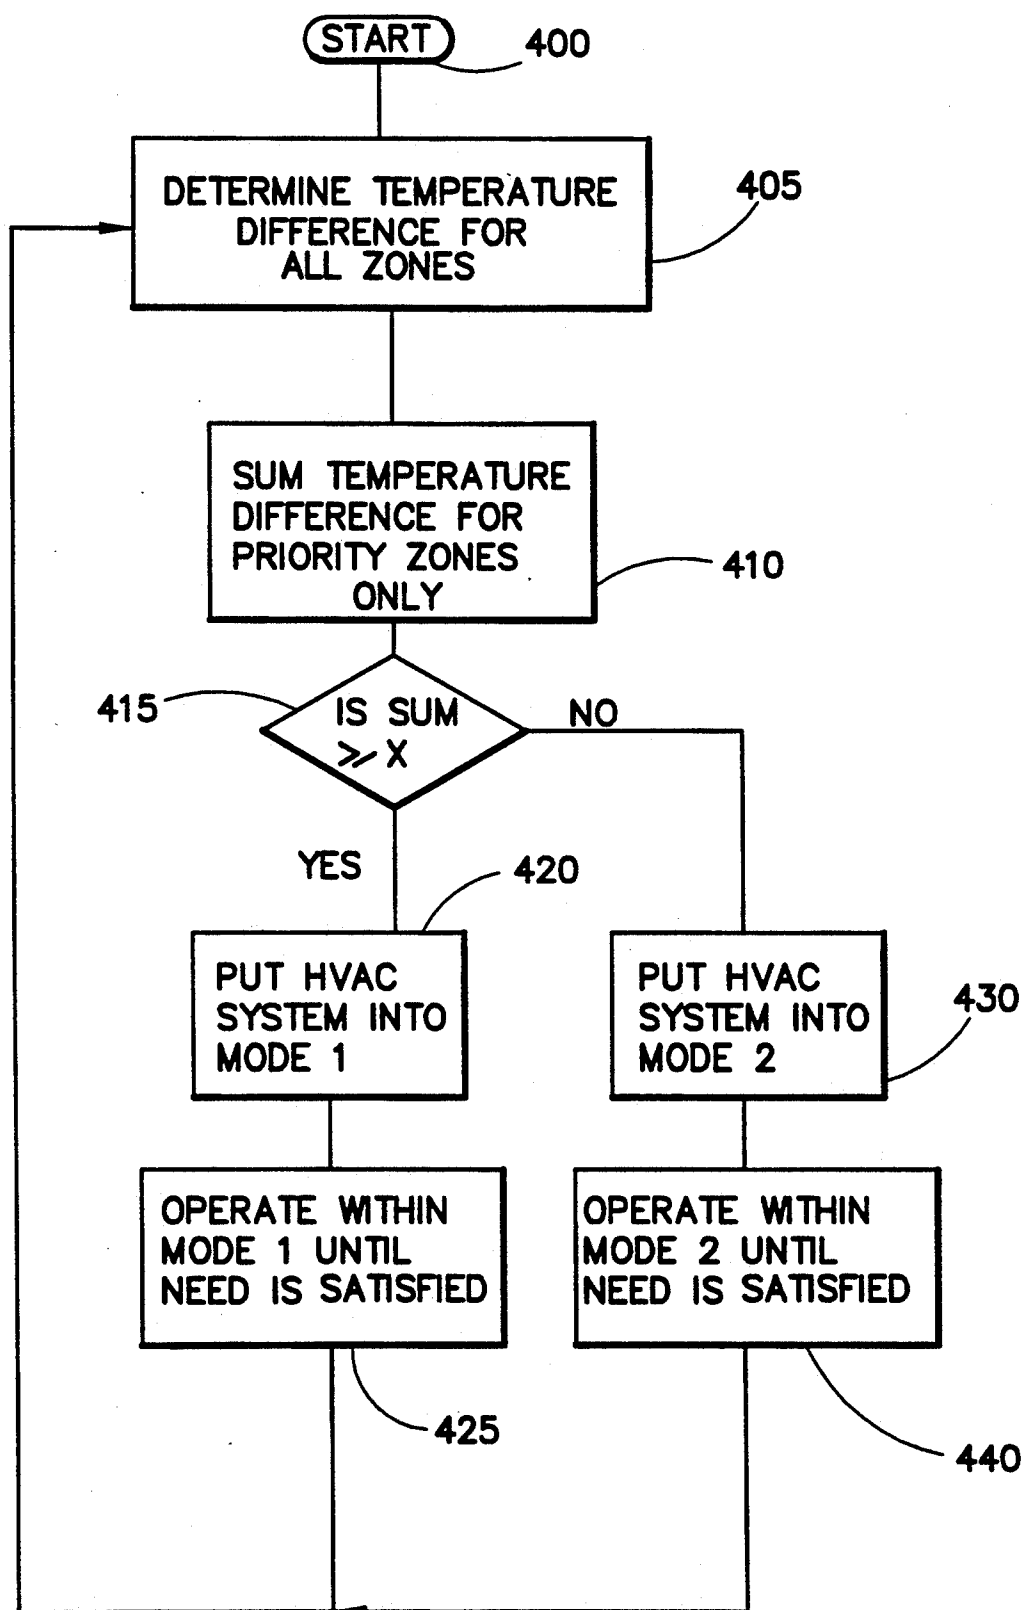 START
400
DETERMINE TEMPERATURE
DIFFERENCE FOR
ALL ZONES
405
SUM TEMPERATURE
DIFFERENCE FOR
PRIORITY ZONES
ONLY
410
415
IS SUM
≥ X
NO
YES
420
PUT HVAC
SYSTEM INTO
MODE 1
PUT HVAC
SYSTEM INTO
MODE 2
430
OPERATE WITHIN
MODE 1 UNTIL
NEED IS SATISFIED
OPERATE WITHIN
MODE 2 UNTIL
NEED IS SATISFIED
425
440